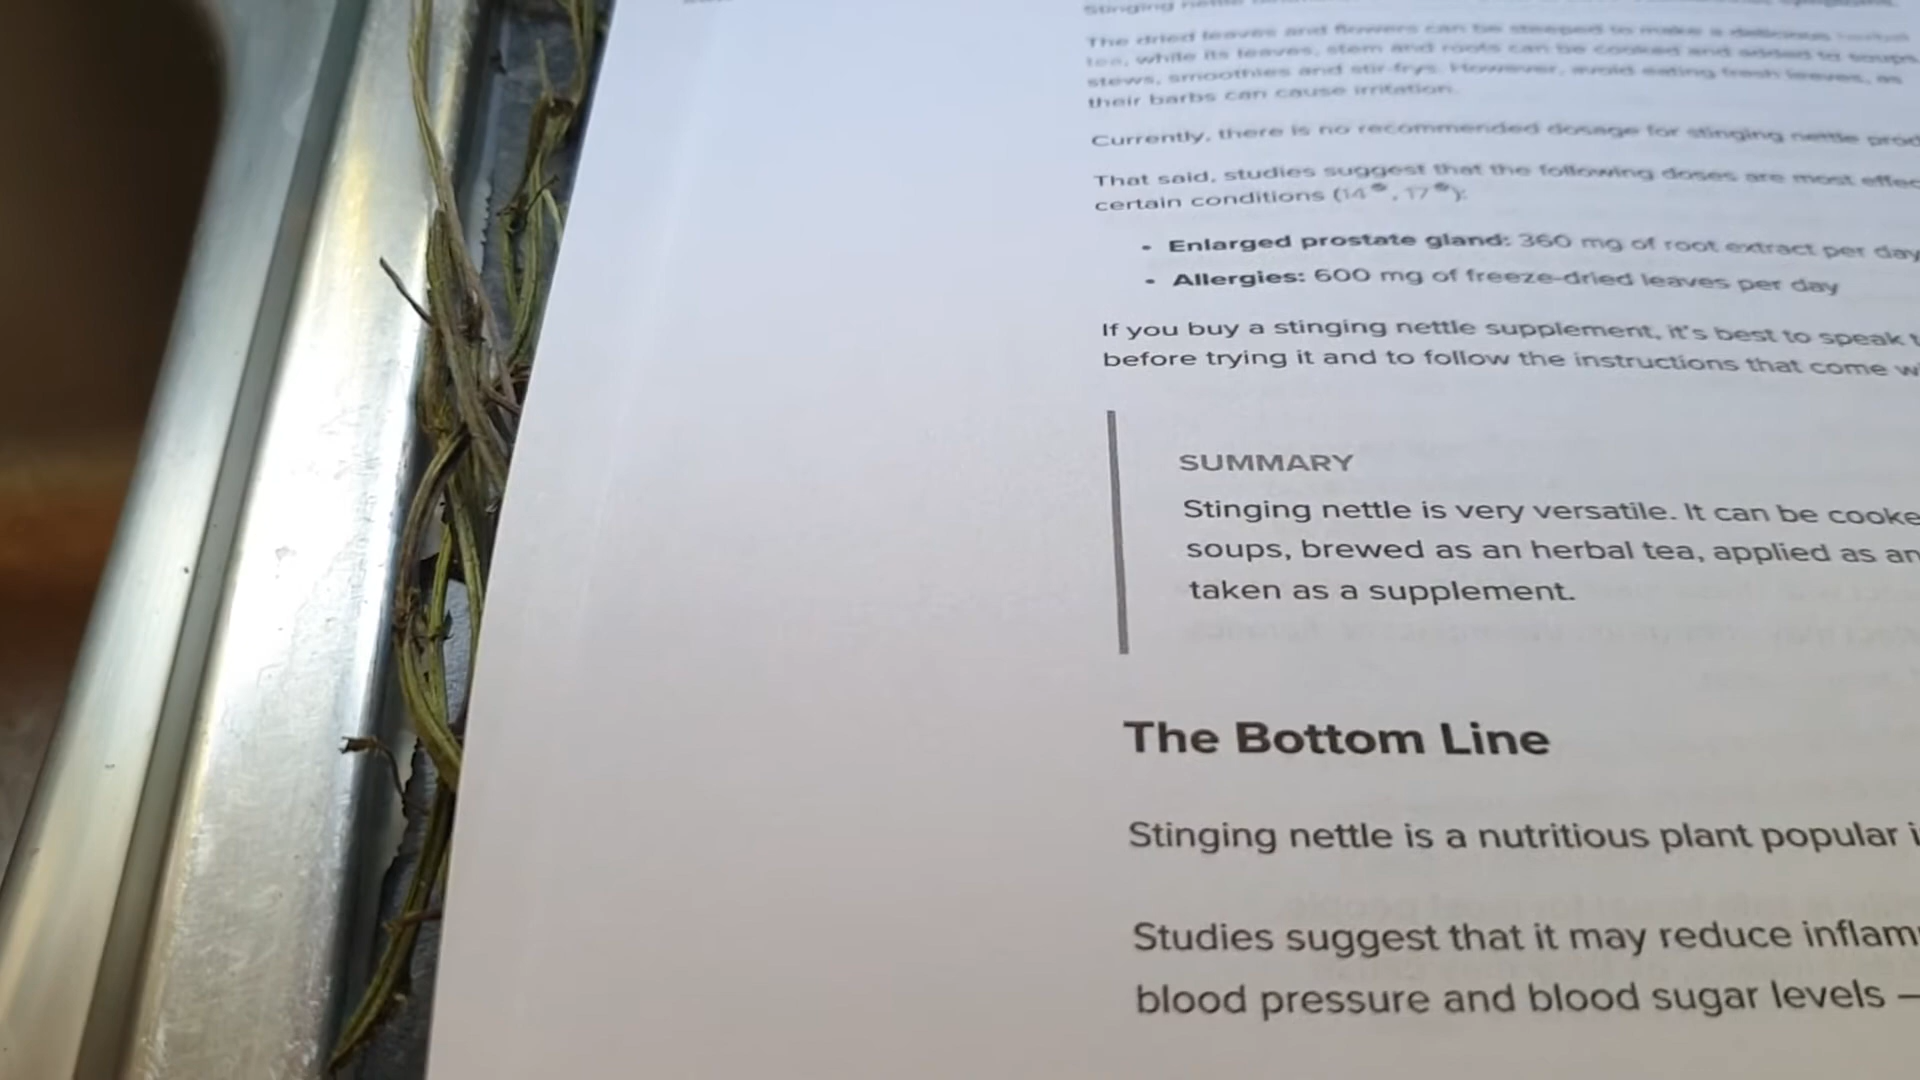 Stinging nettle
The dried leaves and flowers can be steeped to make a delicious herbal
tea, while its leaves, stem and roots can be cooked and added to soups,
stews, smoothies and stir-frys. However, avoid eating fresh leaves, as
their barbs can cause irritation.
Currently, there is no recommended dosage for stinging nettle prod
That said, studies suggest that the following doses are most effec
certain conditions (14, 17):
• Enlarged prostate gland: 360 mg of root extract per day
• Allergies: 600 mg of freeze-dried leaves per day
If you buy a stinging nettle supplement, it's best to speak t
before trying it and to follow the instructions that come w
SUMMARY
Stinging nettle is very versatile. It can be cooke
soups, brewed as an herbal tea, applied as an
taken as a supplement.
The Bottom Line
Stinging nettle is a nutritious plant popular i
Studies suggest that it may reduce inflam
blood pressure and blood sugar levels —